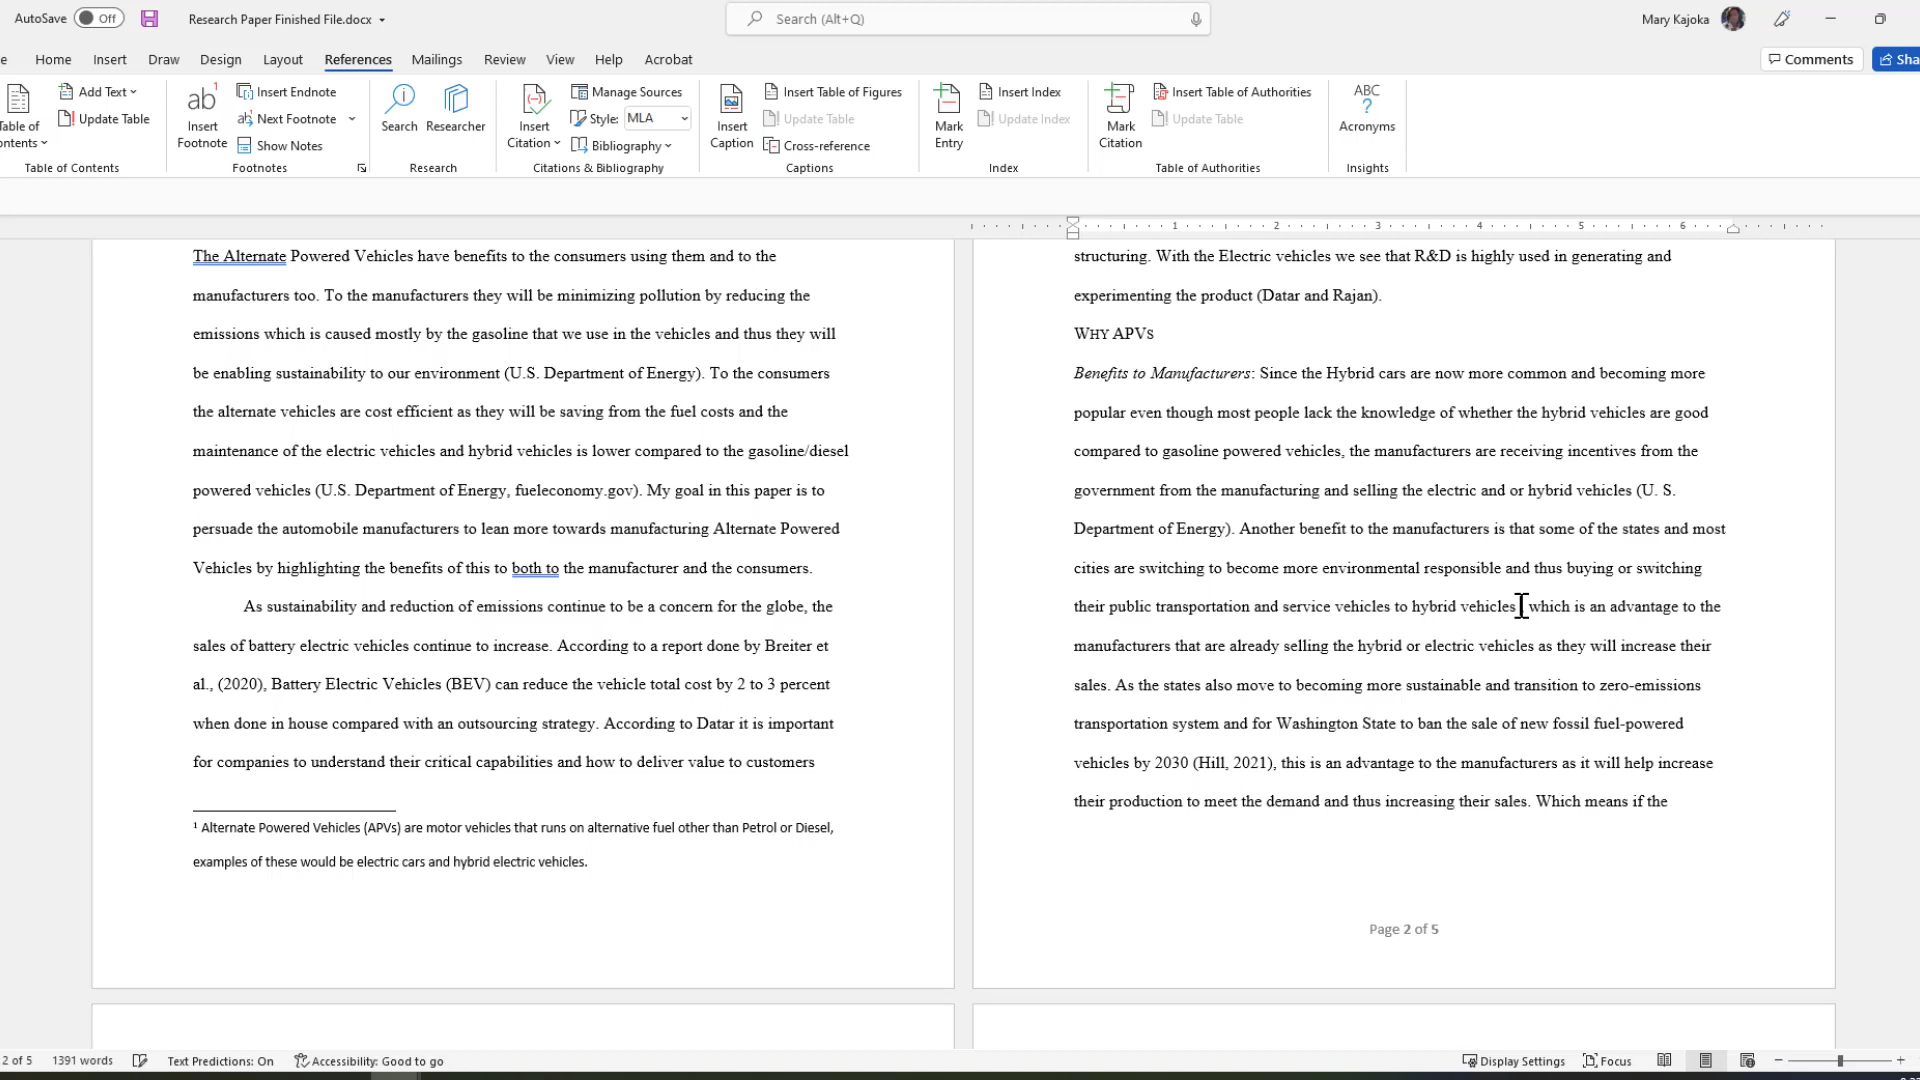 AutoSave Off Research Paper Finished File.docx Search (Alt+Q) Mary Kajoka
Home Insert Draw Design Layout References Mailings Review View Help Acrobat Comments
Add Text
Update Table
Table of Contents
ab1
Insert Footnote
Insert Endnote
Next Footnote
Show Notes
Footnotes
Search
Researcher
Research
Insert Citation
Manage Sources
Style: MLA
Bibliography
Citations & Bibliography
Insert Caption
Insert Table of Figures
Update Table
Cross-reference
Captions
Mark Entry
Insert Index
Update Index
Index
Mark Citation
Insert Table of Authorities
Update Table
Table of Authorities
ABC
?
Acronyms
Insights
1 2 3 4 5 6
The Alternate Powered Vehicles have benefits to the consumers using them and to the
manufacturers too. To the manufacturers they will be minimizing pollution by reducing the
emissions which is caused mostly by the gasoline that we use in the vehicles and thus they will
be enabling sustainability to our environment (U.S. Department of Energy). To the consumers
the alternate vehicles are cost efficient as they will be saving from the fuel costs and the
maintenance of the electric vehicles and hybrid vehicles is lower compared to the gasoline/diesel
powered vehicles (U.S. Department of Energy, fueleconomy.gov). My goal in this paper is to
persuade the automobile manufacturers to lean more towards manufacturing Alternate Powered
Vehicles by highlighting the benefits of this to both to the manufacturer and the consumers.
As sustainability and reduction of emissions continue to be a concern for the globe, the
sales of battery electric vehicles continue to increase. According to a report done by Breiter et
al., (2020), Battery Electric Vehicles (BEV) can reduce the vehicle total cost by 2 to 3 percent
when done in house compared with an outsourcing strategy. According to Datar it is important
for companies to understand their critical capabilities and how to deliver value to customers
1 Alternate Powered Vehicles (APVs) are motor vehicles that runs on alternative fuel other than Petrol or Diesel,
examples of these would be electric cars and hybrid electric vehicles.
structuring. With the Electric vehicles we see that R&D is highly used in generating and
experimenting the product (Datar and Rajan).
WHY APVS
Benefits to Manufacturers: Since the Hybrid cars are now more common and becoming more
popular even though most people lack the knowledge of whether the hybrid vehicles are good
compared to gasoline powered vehicles, the manufacturers are receiving incentives from the
government from the manufacturing and selling the electric and or hybrid vehicles (U. S.
Department of Energy). Another benefit to the manufacturers is that some of the states and most
cities are switching to become more environmental responsible and thus buying or switching
their public transportation and service vehicles to hybrid vehicles which is an advantage to the
manufacturers that are already selling the hybrid or electric vehicles as they will increase their
sales. As the states also move to becoming more sustainable and transition to zero-emissions
transportation system and for Washington State to ban the sale of new fossil fuel-powered
vehicles by 2030 (Hill, 2021), this is an advantage to the manufacturers as it will help increase
their production to meet the demand and thus increasing their sales. Which means if the
Page 2 of 5
2 of 5 1391 words Text Predictions: On Accessibility: Good to go Display Settings Focus